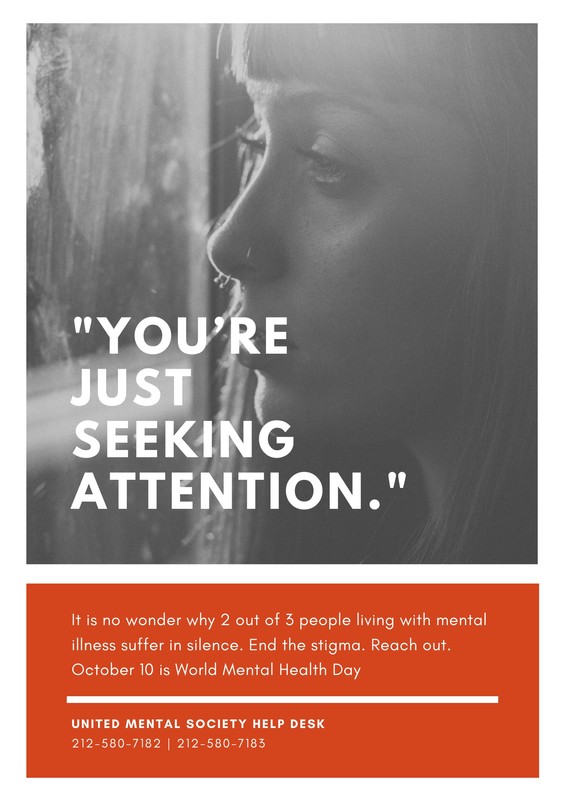 "YOU'RE
JUST
SEEKING
ATTENTION."
It is no wonder why 2 out of 3 people living with mental
illness suffer in silence. End the stigma. Reach out.
October 10 is World Mental Health Day
UNITED MENTAL SOCIETY HELP DESK
212-580-7182 | 212-580-7183